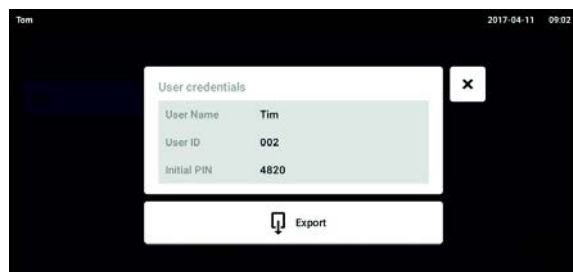 Tom 2017-04-11 09:02
User credentials
User Name Tim
User ID 002
Initial PIN 4820
Export